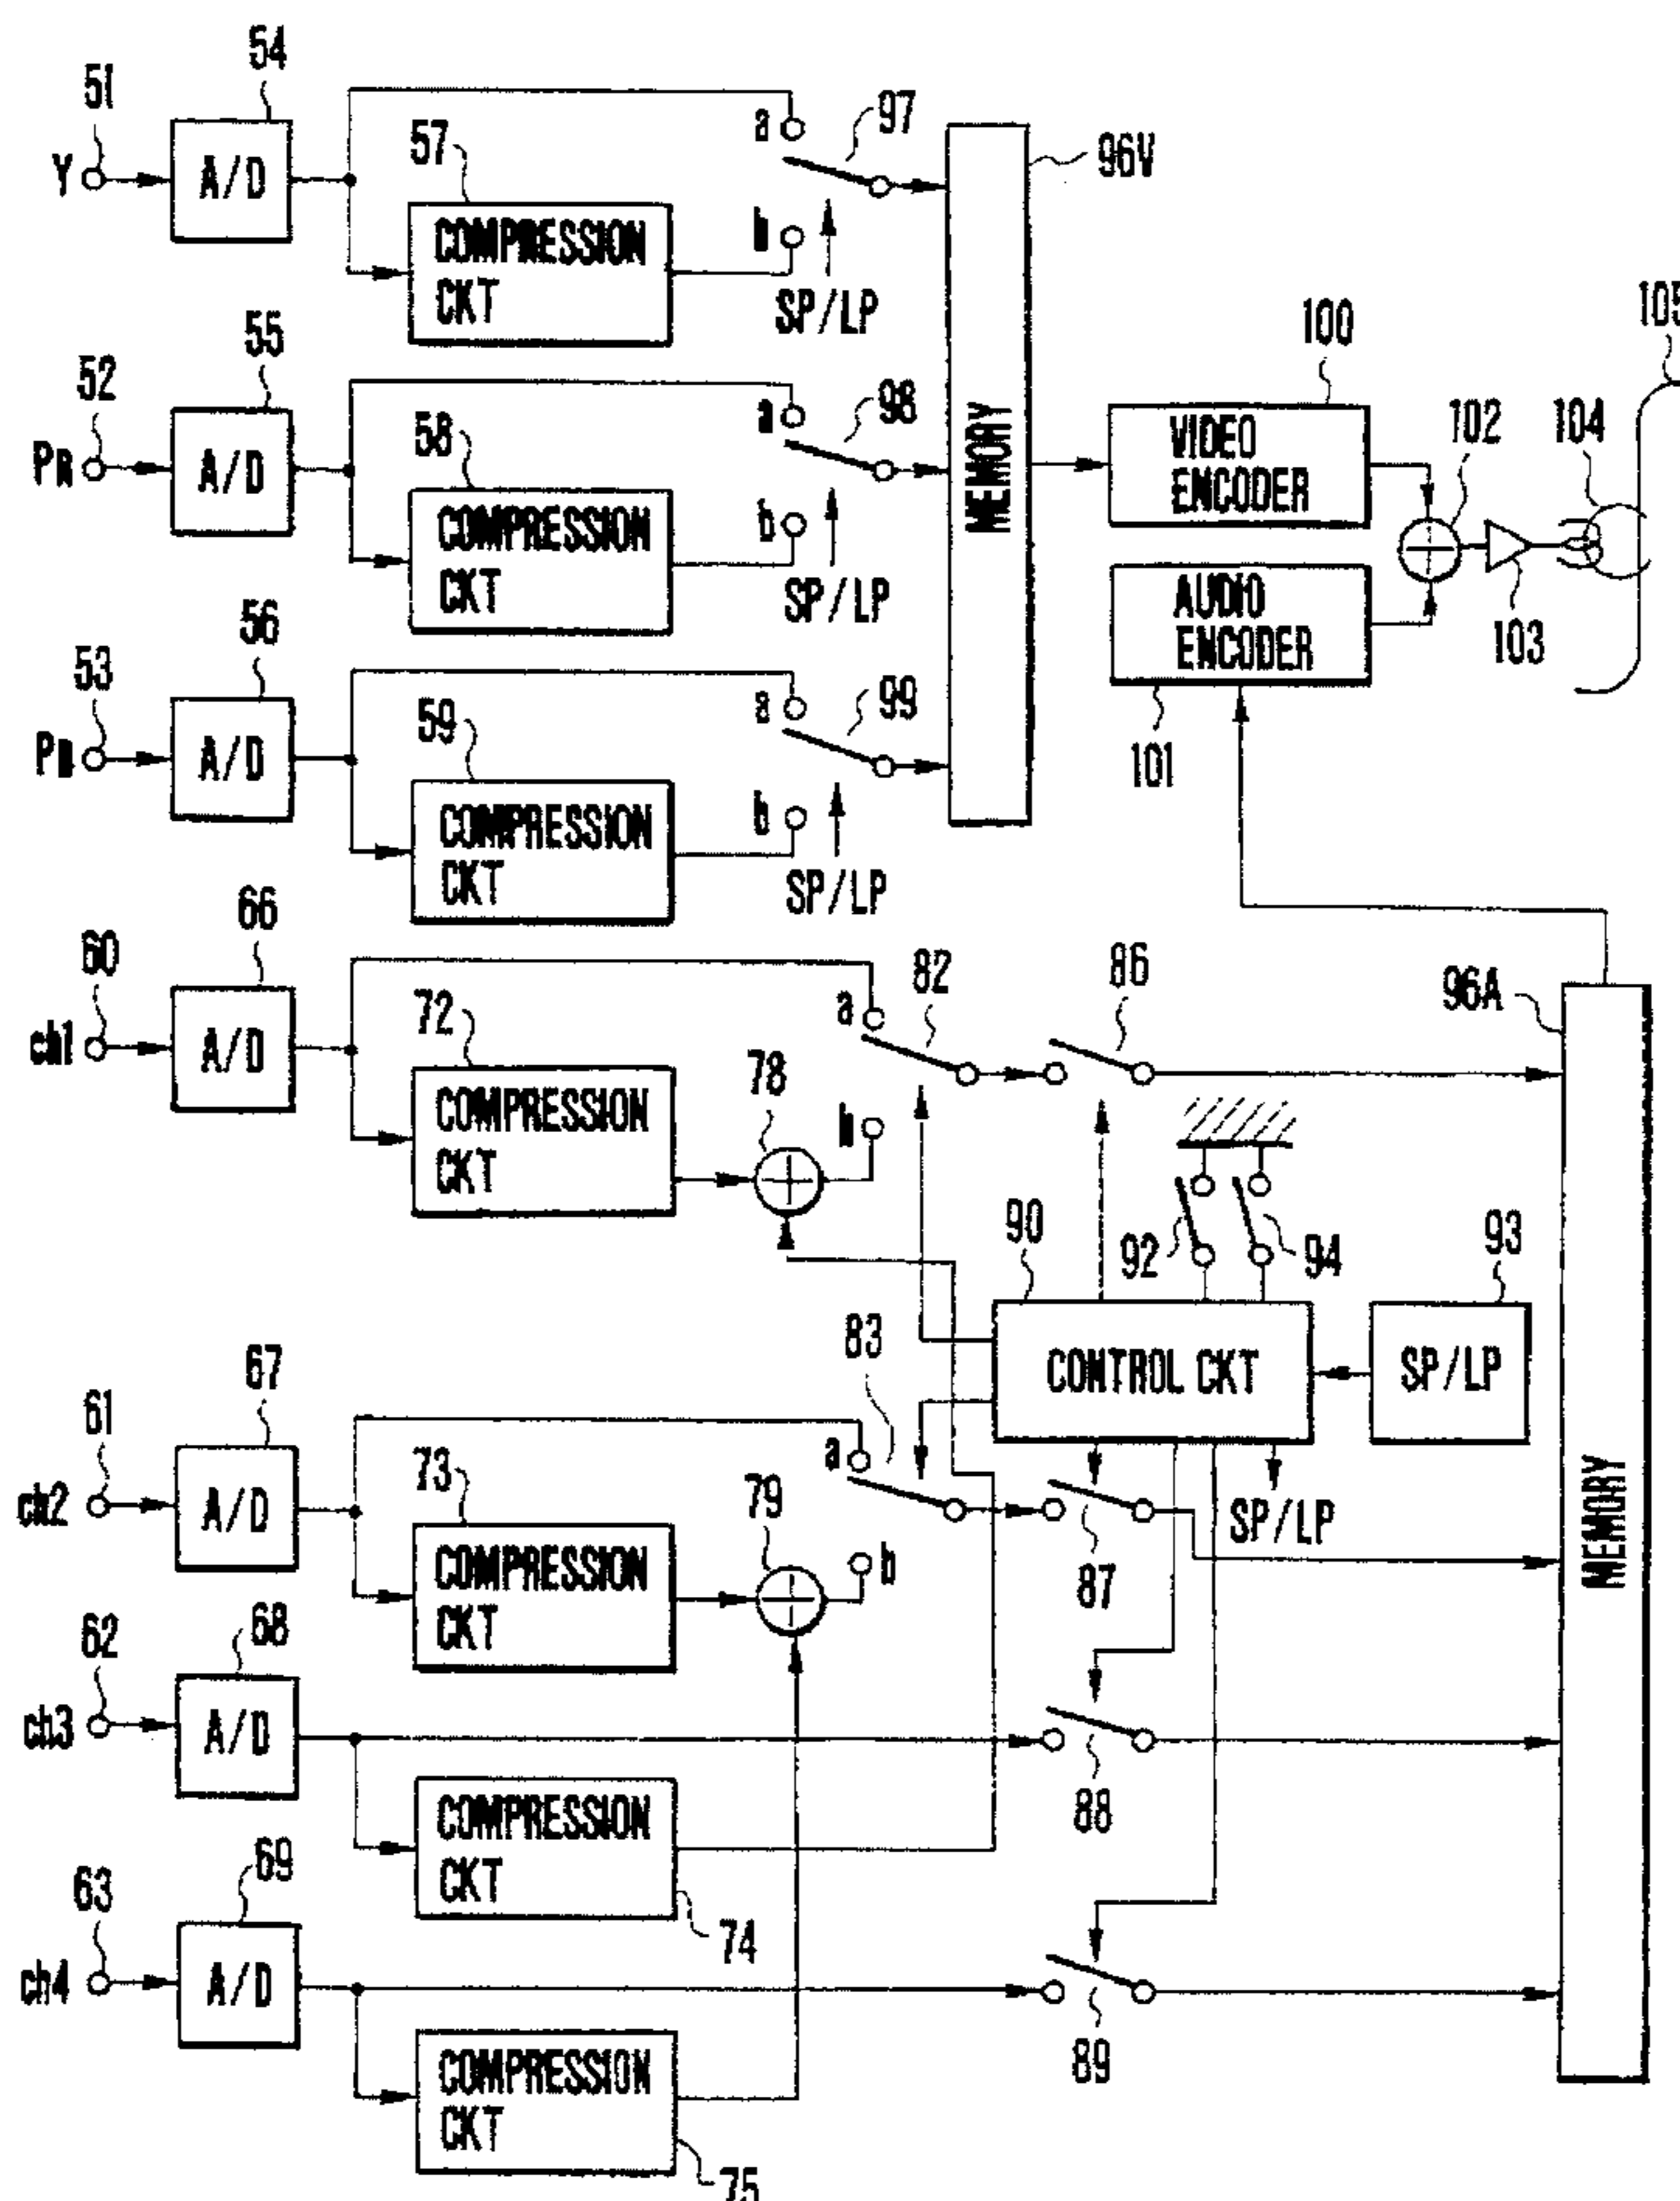 54
51
97
a
57
96V
Y
A/D
COMPRESSION
CKT
b
SP/LP
105
55
100
52
98
a
58
104
102
P_R
A/D
MEMORY
VIDEO
ENCODER
COMPRESSION
CKT
b
SP/LP
AUDIO
ENCODER
56
103
53
99
a
59
101
P_B
A/D
COMPRESSION
CKT
b
SP/LP
66
60
82
86
96A
a
72
ch1
A/D
78
COMPRESSION
CKT
b
90
92
94
93
83
67
CONTROL CKT
SP/LP
61
a
73
79
MEMORY
ch2
A/D
SP/LP
COMPRESSION
CKT
b
87
68
62
ch3
A/D
88
COMPRESSION
CKT
69
63
74
ch4
A/D
89
COMPRESSION
CKT
75